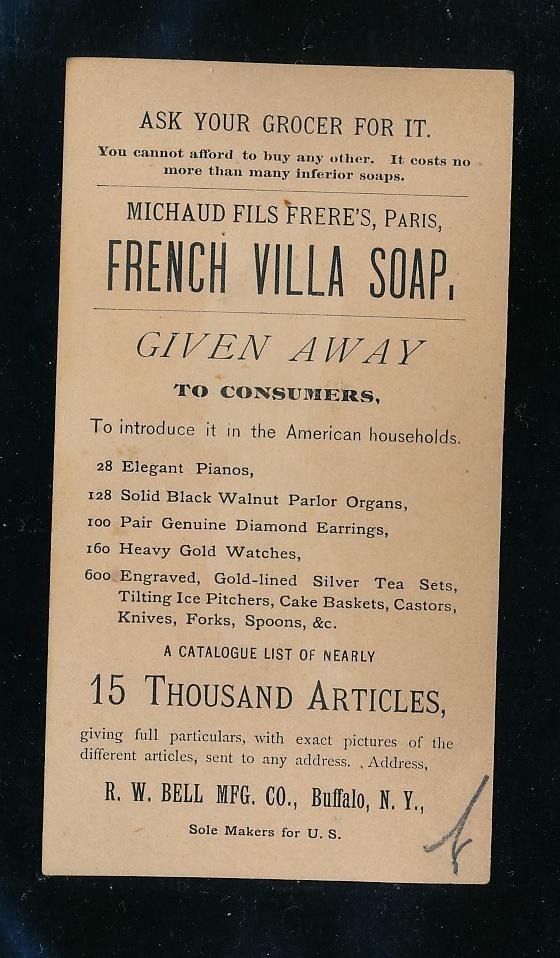 ASK YOUR GROCER FOR IT.
You cannot afford to buy any other. It costs no
more than many inferior soaps.
MICHAUD FILS FRERE'S, PARIS,
FRENCH VILLA SOAP.
GIVEN AWAY
TO CONSUMERS,
To introduce it in the American households.
28 Elegant Pianos,
128 Solid Black Walnut Parlor Organs,
100 Pair Genuine Diamond Earrings,
160 Heavy Gold Watches,
600 Engraved, Gold-lined Silver Tea Sets,
Tilting Ice Pitchers, Cake Baskets, Castors,
Knives, Forks, Spoons, &c.
A CATALOGUE LIST OF NEARLY
15 THOUSAND ARTICLES,
giving full particulars, with exact pictures of the
different articles, sent to any address. Address,
R. W. BELL MFG. CO., Buffalo, N. Y.,
Sole Makers for U. S.